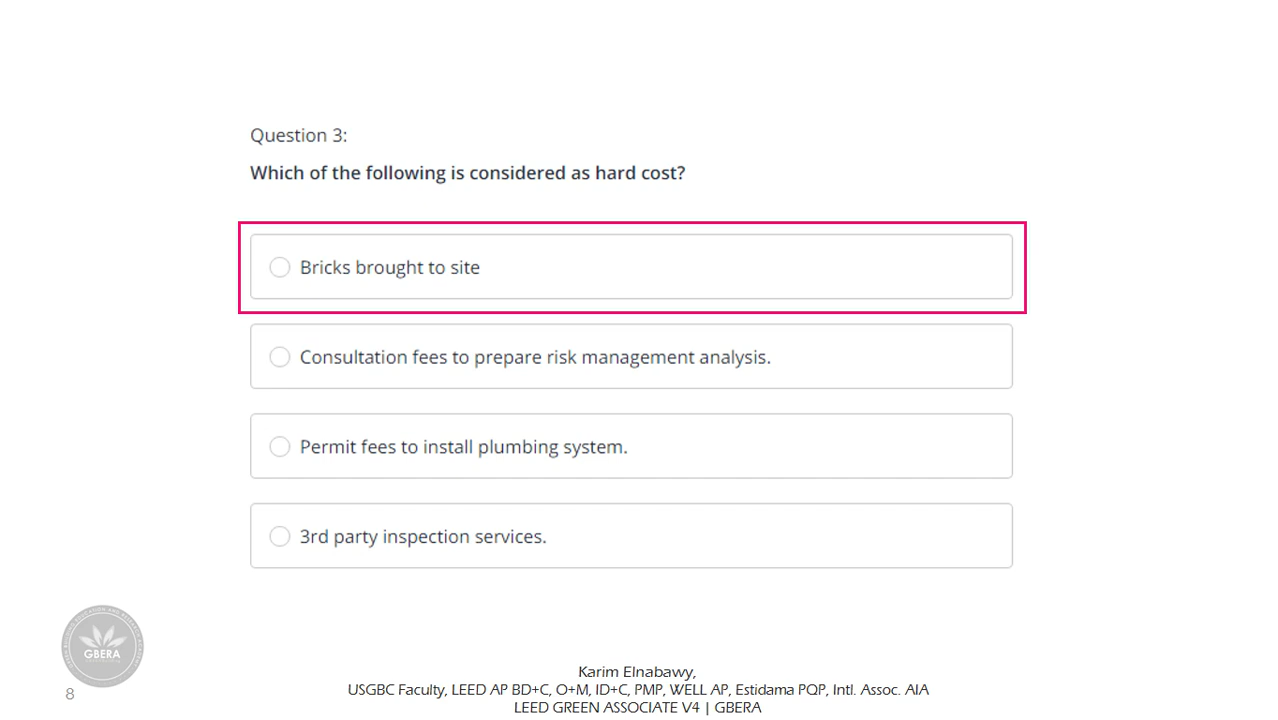 Question 3:
Which of the following is considered as hard cost?
Bricks brought to site
Consultation fees to prepare risk management analysis.
Permit fees to install plumbing system.
3rd party inspection services.
GBERA
8
Karim Elnabawy,
USGBC Faculty, LEED AP BD+C, O+M, ID+C, PMP, WELL AP, Estidama PQP, Intl. Assoc. AIA
LEED GREEN ASSOCIATE V4 | GBERA